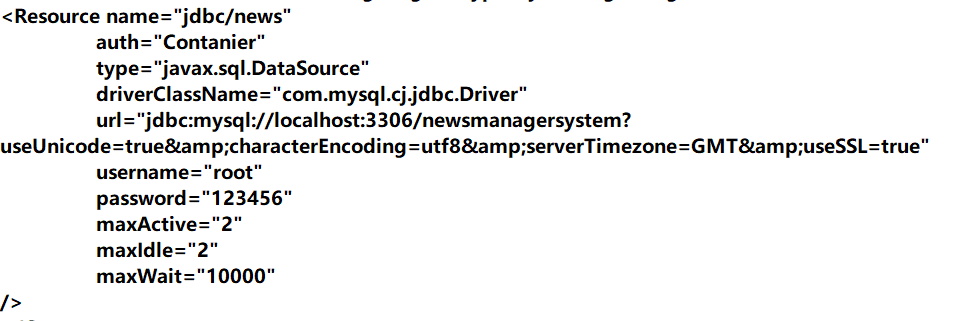 <Resource name="jdbc/news"
auth="Contanier"
type="javax.sql.DataSource"
driverClassName="com.mysql.cj.jdbc.Driver"
url="jdbc:mysql://localhost:3306/newsmanagersystem?
useUnicode=true&amp;characterEncoding=utf8&amp;serverTimezone=GMT&amp;useSSL=true"
username="root"
password="123456"
maxActive="2"
maxIdle="2"
maxWait="10000"
/>